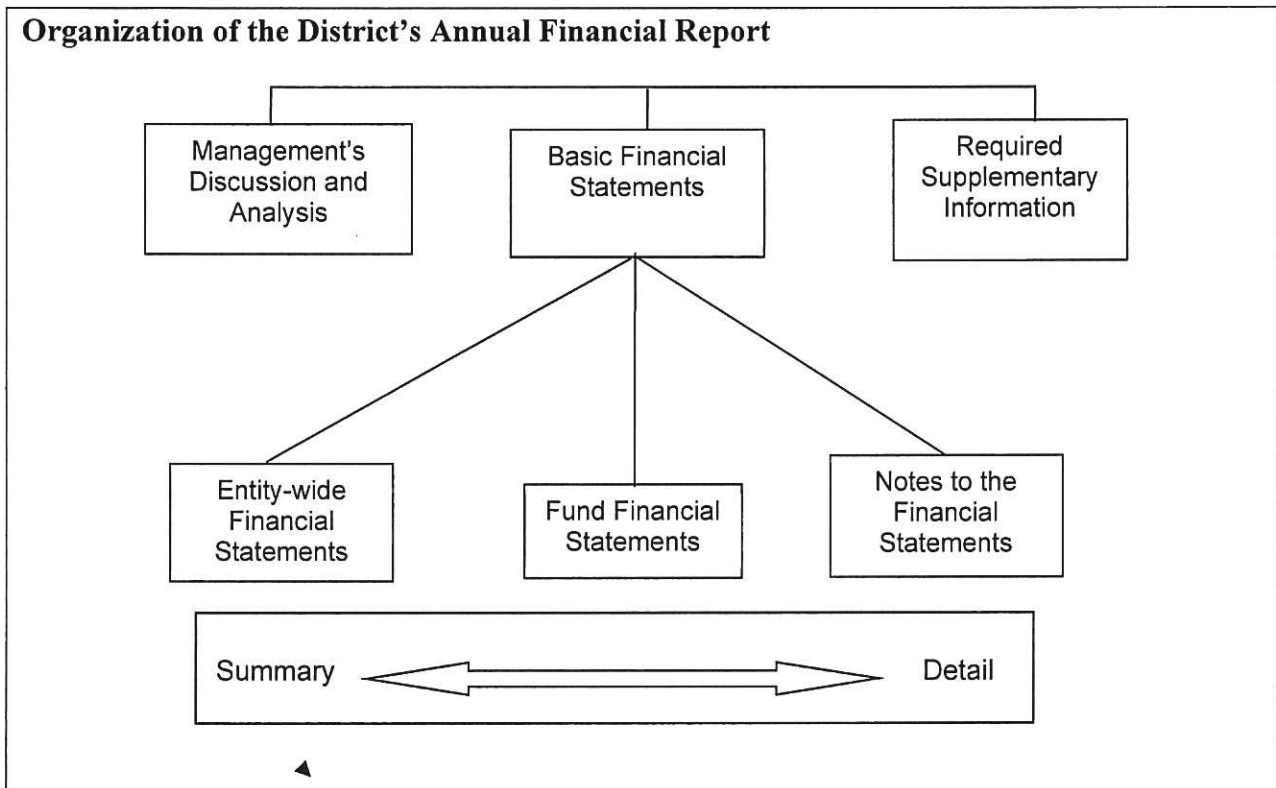 Organization of the District's Annual Financial Report
Management's
Discussion and
Analysis
Basic Financial
Statements
Required
Supplementary
Information
Entity-wide
Financial
Statements
Fund Financial
Statements
Notes to the
Financial
Statements
Summary
Detail